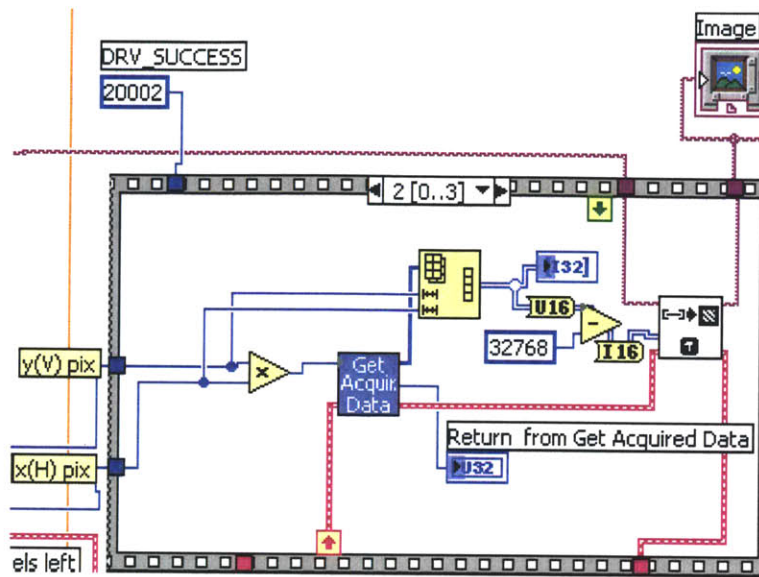 Image
DRV_SUCCESS
20002
2 [0..3]
I32
U16
32768
I16
y(V) pix
Get
Acquir.
Data
Return from Get Acquired Data
x(H) pix
U32
els left